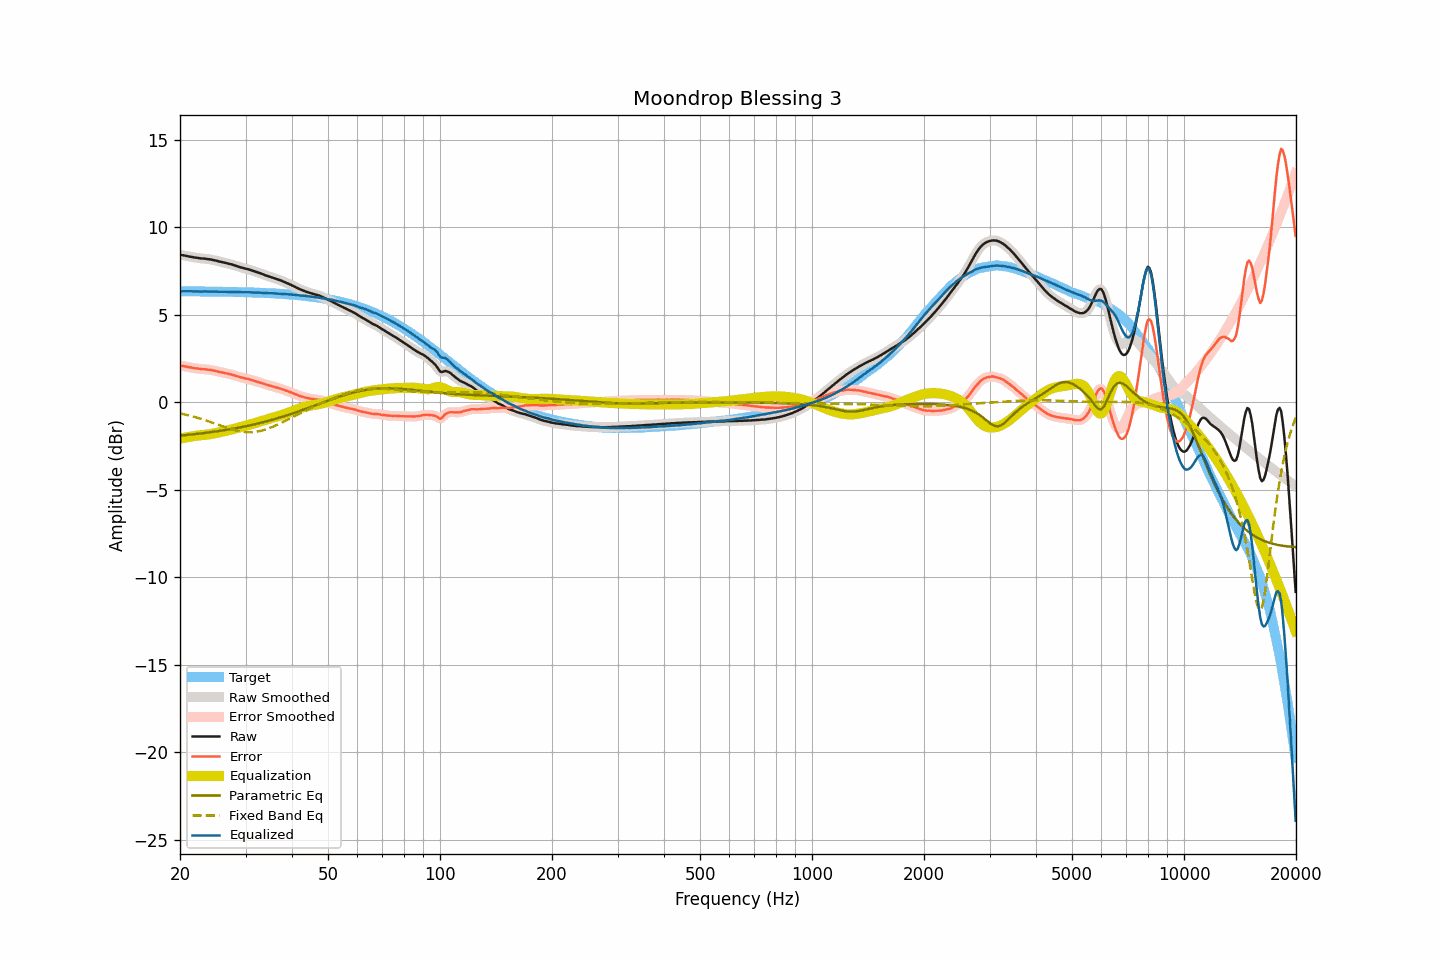 Moondrop Blessing 3
Amplitude (dBr)
15
10
5
0
−5
−10
−15
−20
−25
Target
Raw Smoothed
Error Smoothed
Raw
Error
Equalization
Parametric Eq
Fixed Band Eq
Equalized
20 50 100 200 500 1000 2000 5000 10000 20000
Frequency (Hz)